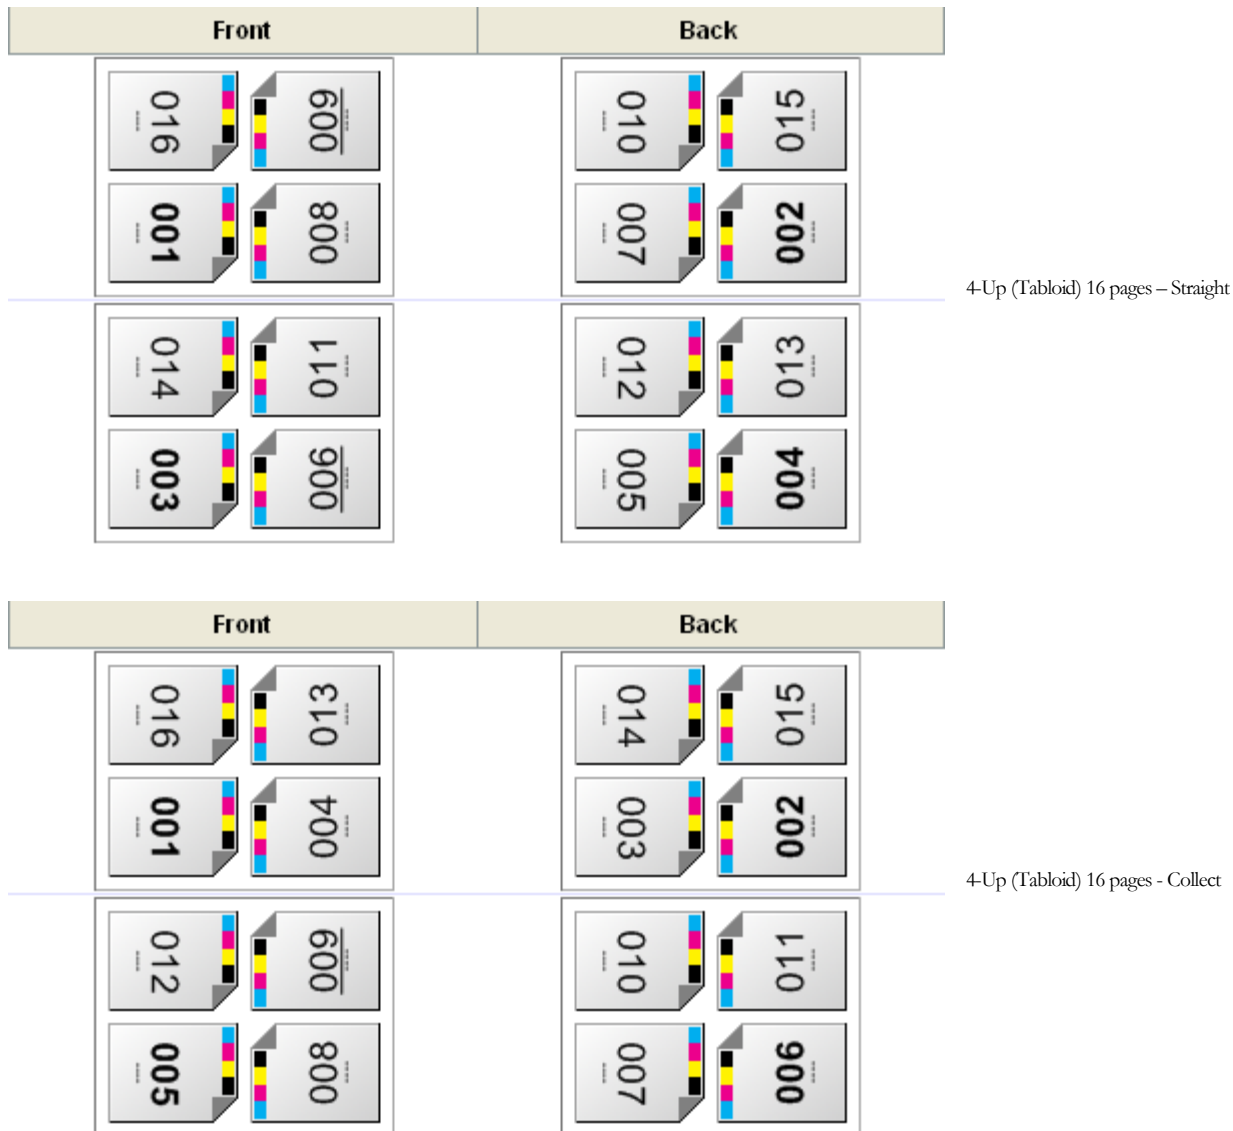 Front Back
016 009 010 015
001 008 007 002
4-Up (Tabloid) 16 pages – Straight
014 011 012 013
003 006 005 004
Front Back
016 013 014 015
001 004 003 002
4-Up (Tabloid) 16 pages - Collect
012 009 010 011
005 008 007 006